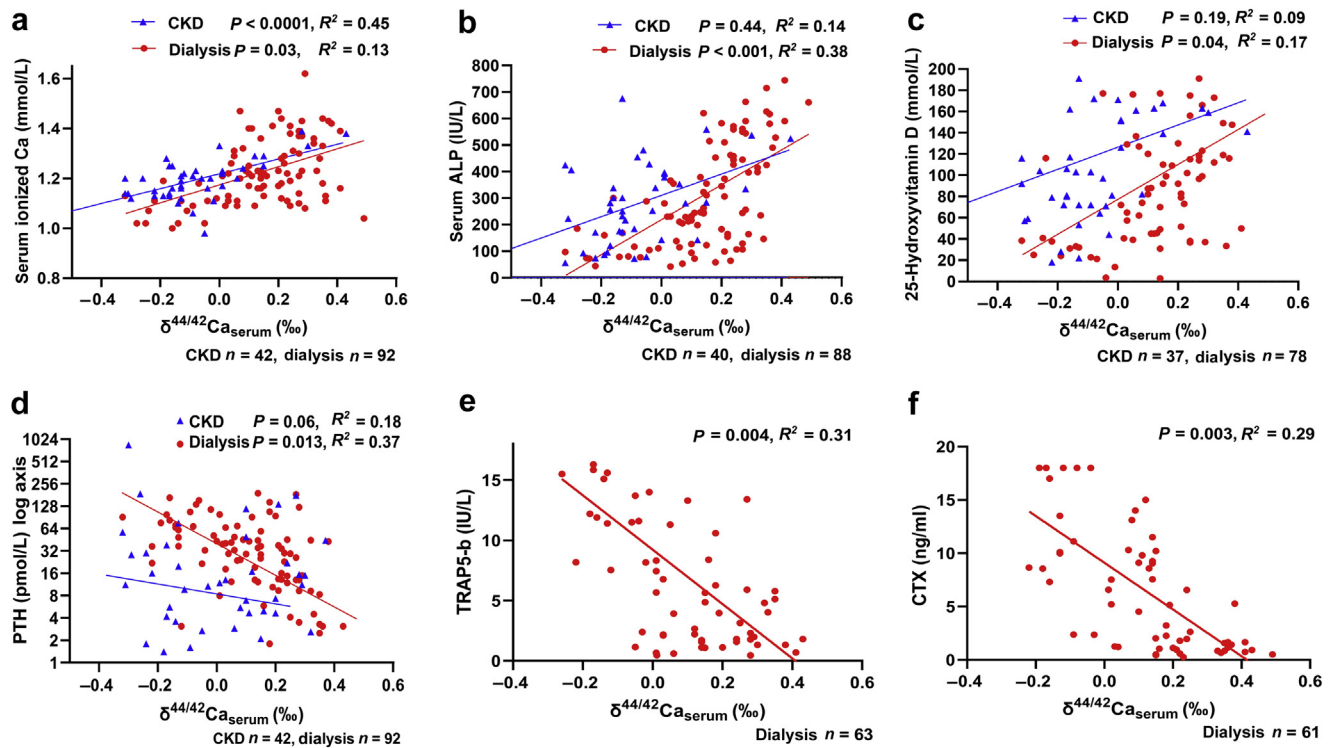 a
CKD P < 0.0001, R² = 0.45
Dialysis P = 0.03, R² = 0.13
Serum ionized Ca (mmol/L)
1.6
1.4
1.2
1.0
0.8
−0.4 −0.2 0.0 0.2 0.4 0.6
δ44/42Caserum (‰)
CKD n = 42, dialysis n = 92
b
CKD P = 0.44, R² = 0.14
Dialysis P < 0.001, R² = 0.38
Serum ALP (IU/L)
800
700
600
500
400
300
200
100
0
−0.4 −0.2 0.0 0.2 0.4 0.6
δ44/42Caserum (‰)
CKD n = 40, dialysis n = 88
c
CKD P = 0.19, R² = 0.09
Dialysis P = 0.04, R² = 0.17
25-Hydroxyvitamin D (mmol/L)
200
180
160
140
120
100
80
60
40
20
0
−0.4 −0.2 0.0 0.2 0.4 0.6
δ44/42Caserum (‰)
CKD n = 37, dialysis n = 78
d
CKD P = 0.06, R² = 0.18
Dialysis P = 0.013, R² = 0.37
PTH (pmol/L) log axis
1024
512
256
128
64
32
16
8
4
2
1
−0.4 −0.2 0.0 0.2 0.4 0.6
δ44/42Caserum (‰)
CKD n = 42, dialysis n = 92
e
P = 0.004, R² = 0.31
TRAP5-b (IU/L)
15
10
5
0
−0.4 −0.2 0.0 0.2 0.4 0.6
δ44/42Caserum (‰)
Dialysis n = 63
f
P = 0.003, R² = 0.29
CTX (ng/ml)
20
15
10
5
0
−0.4 −0.2 0.0 0.2 0.4 0.6
δ44/42Caserum (‰)
Dialysis n = 61